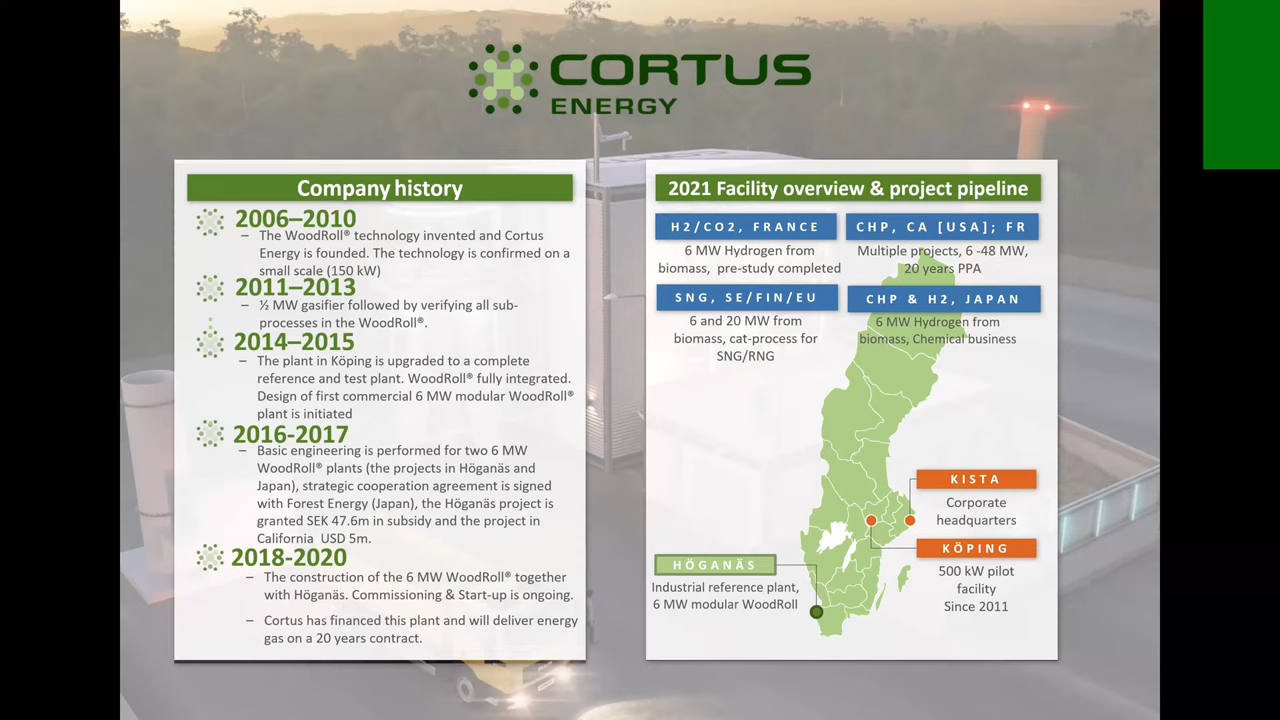 CORTUS
ENERGY
Company history
2006–2010
– The WoodRoll® technology invented and Cortus
Energy is founded. The technology is confirmed on a
small scale (150 kW)
2011–2013
– ½ MW gasifier followed by verifying all sub-
processes in the WoodRoll®.
2014–2015
– The plant in Köping is upgraded to a complete
reference and test plant. WoodRoll® fully integrated.
Design of first commercial 6 MW modular WoodRoll®
plant is initiated
2016-2017
– Basic engineering is performed for two 6 MW
WoodRoll® plants (the projects in Höganäs and
Japan), strategic cooperation agreement is signed
with Forest Energy (Japan), the Höganäs project is
granted SEK 47.6m in subsidy and the project in
California USD 5m.
2018-2020
– The construction of the 6 MW WoodRoll® together
with Höganäs. Commissioning & Start-up is ongoing.
– Cortus has financed this plant and will deliver energy
gas on a 20 years contract.
2021 Facility overview & project pipeline
H2/CO2, FRANCE
6 MW Hydrogen from
biomass, pre-study completed
CHP, CA [USA]; FR
Multiple projects, 6 -48 MW,
20 years PPA
SNG, SE/FIN/EU
6 and 20 MW from
biomass, cat-process for
SNG/RNG
CHP & H2, JAPAN
6 MW Hydrogen from
biomass, Chemical business
KISTA
Corporate
headquarters
KÖPING
500 kW pilot
facility
Since 2011
HÖGANÄS
Industrial reference plant,
6 MW modular WoodRoll